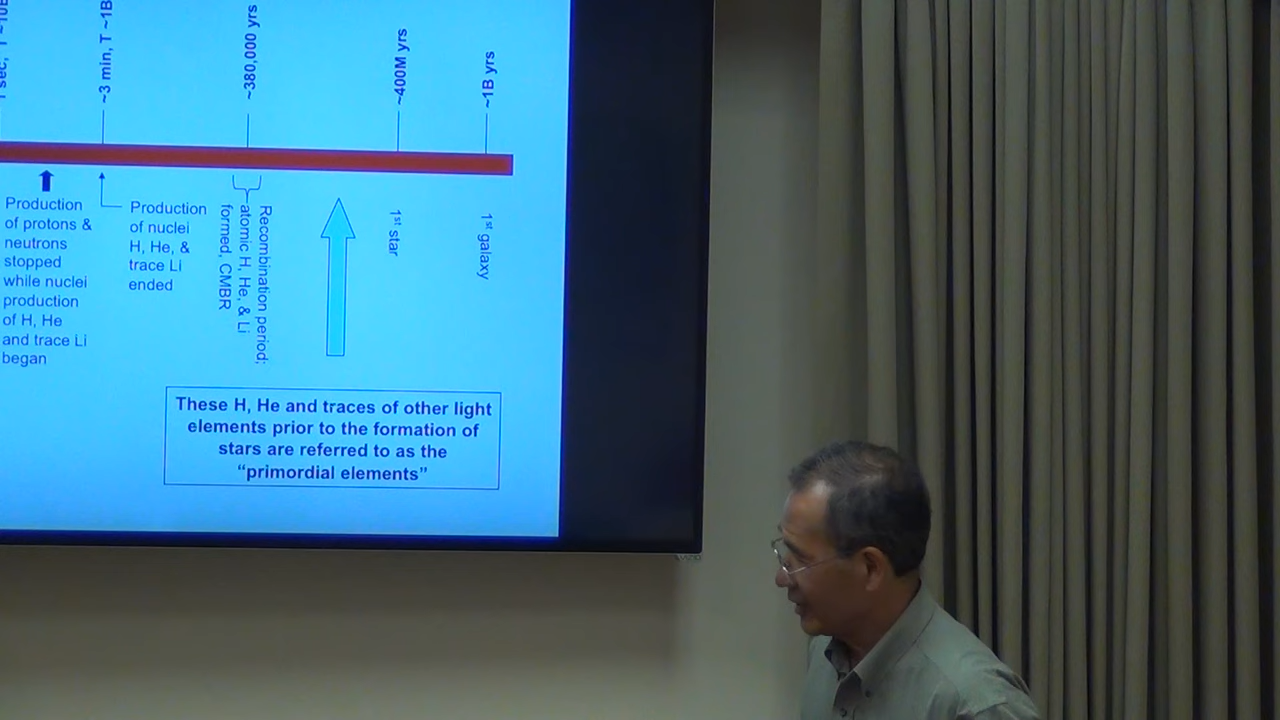 ~3 min, T ~1B
~380,000 yrs
~400M yrs
~1B yrs
Production
of protons &
neutrons
stopped
while nuclei
production
of H, He
and trace Li
began
Production
of nuclei
H, He, &
trace Li
ended
Recombination period;
atomic H, He, & Li
formed, CMBR
1st star
1st galaxy
These H, He and traces of other light
elements prior to the formation of
stars are referred to as the
“primordial elements”